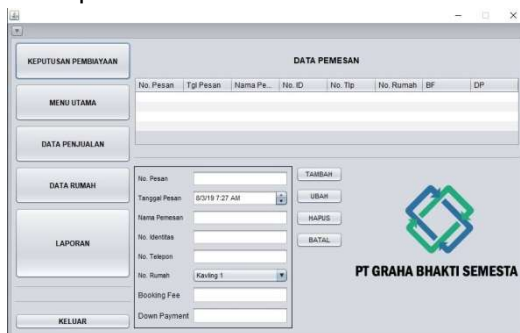 KEPUTUSAN PEMBIAYAAN
MENU UTAMA
DATA PENJUALAN
DATA RUMAH
LAPORAN
KELUAR
DATA PEMESAN
No. Pesan Tgl Pesan Nama Pe... No. ID No. Tlp No. Rumah BF DP
No. Pesan
Tanggal Pesan 8/3/19 7:27 AM
Nama Pemesan
No. Identitas
No. Telepon
No. Rumah Kavling 1
Booking Fee
Down Payment
TAMBAH
UBAH
HAPUS
BATAL
PT GRAHA BHAKTI SEMESTA